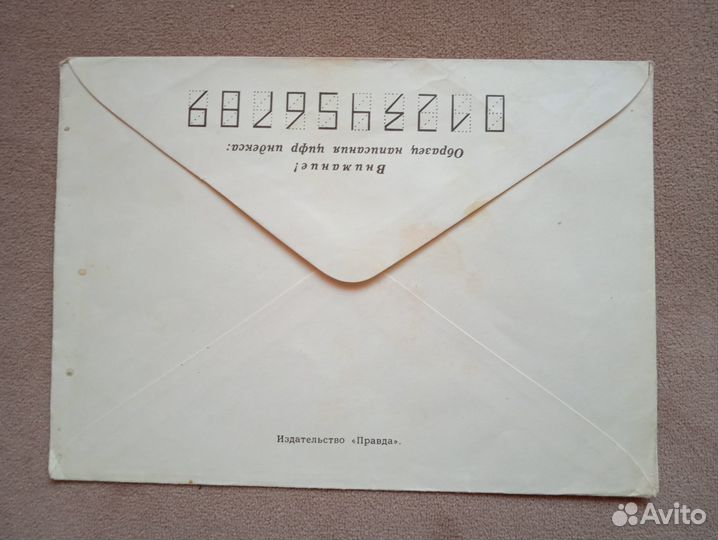 Внимание!
Образец написания цифр индекса:
0123456789
Издательство «Правда».
Avito